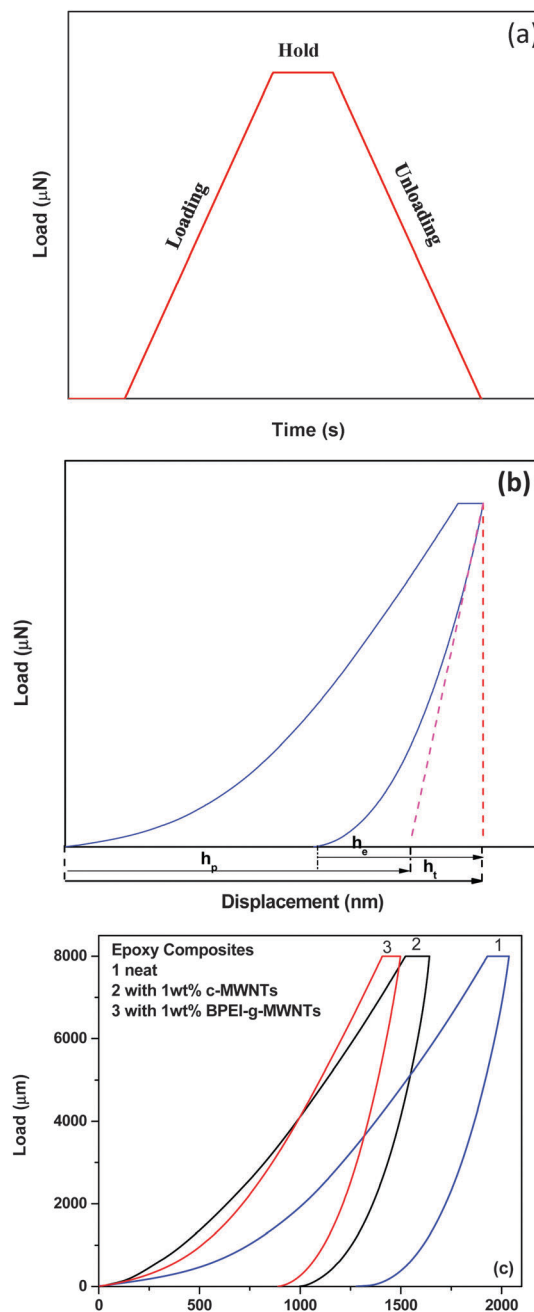 (a)
Hold
Loading
Unloading
Load (μN)
Time (s)
(b)
Load (μN)
h_e
h_p
h_t
Displacement (nm)
Epoxy Composites
1 neat
2 with 1wt% c-MWNTs
3 with 1wt% BPEI-g-MWNTs
3 2 1
8000
6000
4000
2000
0
Load (μm)
(c)
0 500 1000 1500 2000